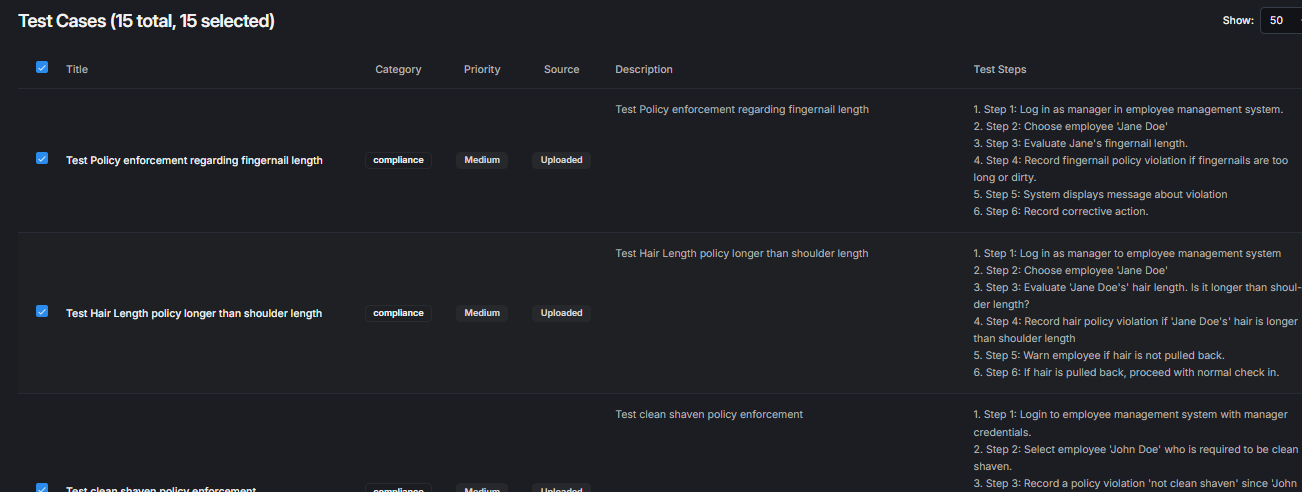 Test Cases (15 total, 15 selected)
Show: 50
Title Category Priority Source Description Test Steps
Test Policy enforcement regarding fingernail length
compliance
Medium
Uploaded
Test Policy enforcement regarding fingernail length
1. Step 1: Log in as manager in employee management system.
2. Step 2: Choose employee 'Jane Doe'
3. Step 3: Evaluate Jane's fingernail length.
4. Step 4: Record fingernail policy violation if fingernails are too
long or dirty.
5. Step 5: System displays message about violation
6. Step 6: Record corrective action.
Test Hair Length policy longer than shoulder length
compliance
Medium
Uploaded
Test Hair Length policy longer than shoulder length
1. Step 1: Log in as manager to employee management system
2. Step 2: Choose employee 'Jane Doe'
3. Step 3: Evaluate 'Jane Doe's' hair length. Is it longer than shoul-
der length?
4. Step 4: Record hair policy violation if 'Jane Doe's' hair is longer
than shoulder length
5. Step 5: Warn employee if hair is not pulled back.
6. Step 6: If hair is pulled back, proceed with normal check in.
Test clean shaven policy enforcement
compliance
Medium
Uploaded
Test clean shaven policy enforcement
1. Step 1: Login to employee management system with manager
credentials.
2. Step 2: Select employee 'John Doe' who is required to be clean
shaven.
3. Step 3: Record a policy violation 'not clean shaven' since 'John